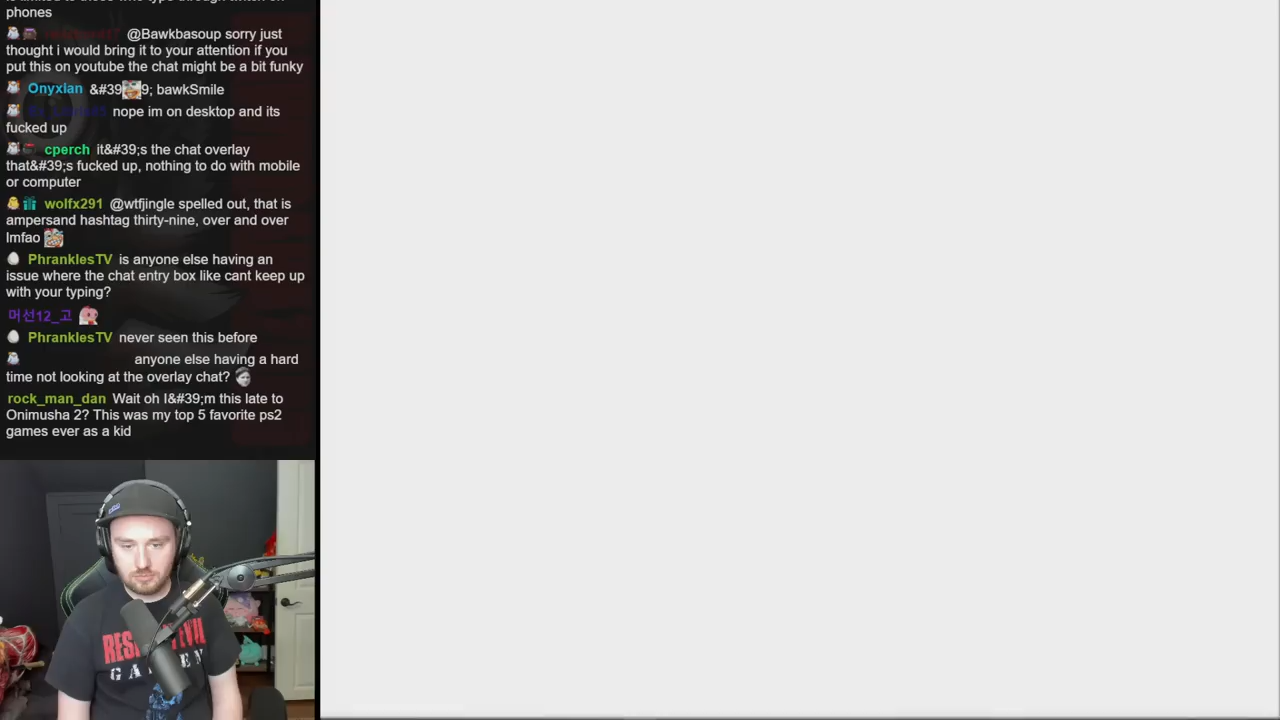 phones
@Bawkbasoup sorry just
thought i would bring it to your attention if you
put this on youtube the chat might be a bit funky
Onyxian &#39 9; bawkSmile
nope im on desktop and its
fucked up
cperch it&#39;s the chat overlay
that&#39;s fucked up, nothing to do with mobile
or computer
wolfx291 @wtfjingle spelled out, that is
ampersand hashtag thirty-nine, over and over
lmfao
PhranklesTV is anyone else having an
issue where the chat entry box like cant keep up
with your typing?
머선12_고
PhranklesTV never seen this before
anyone else having a hard
time not looking at the overlay chat?
rock_man_dan Wait oh I&#39;m this late to
Onimusha 2? This was my top 5 favorite ps2
games ever as a kid